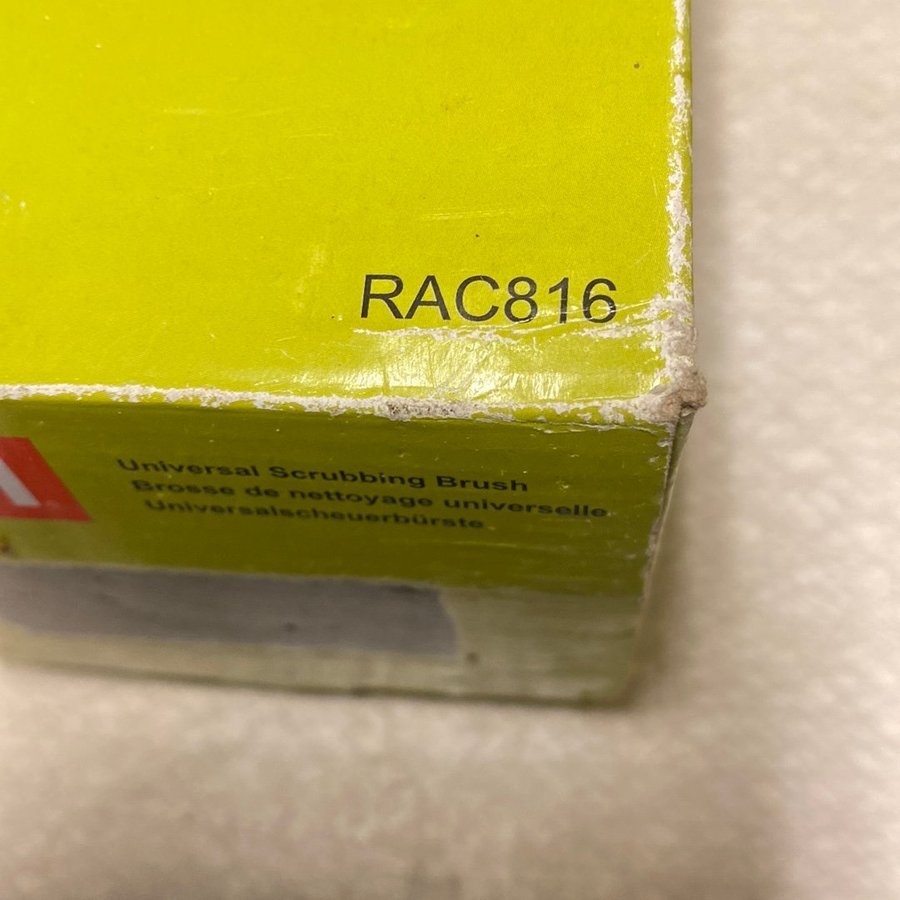 RAC816
Universal Scrubbing Brush
Brosse de nettoyage universelle
Universalscheuerbürste